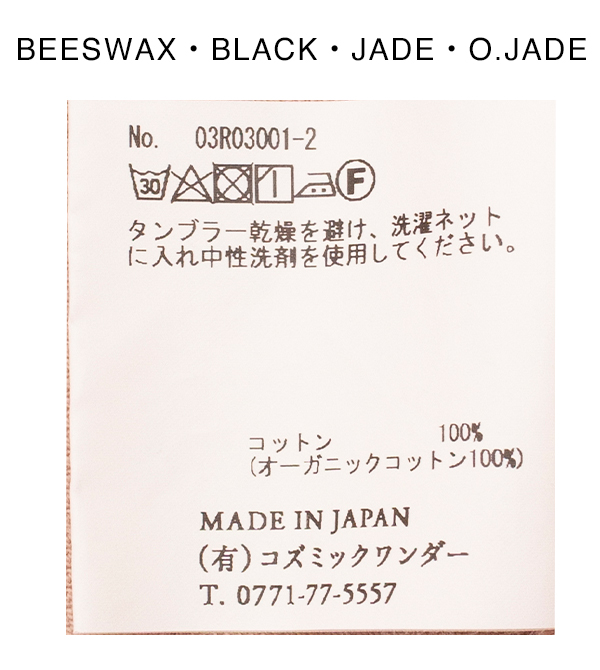 BEESWAX・BLACK・JADE・O.JADE
No. 03R03001-2
30 F
タンブラー乾燥を避け、洗濯ネット
に入れ中性洗剤を使用してください。
コットン 100%
(オーガニックコットン100%)
MADE IN JAPAN
(有)コズミックワンダー
T. 0771-77-5557